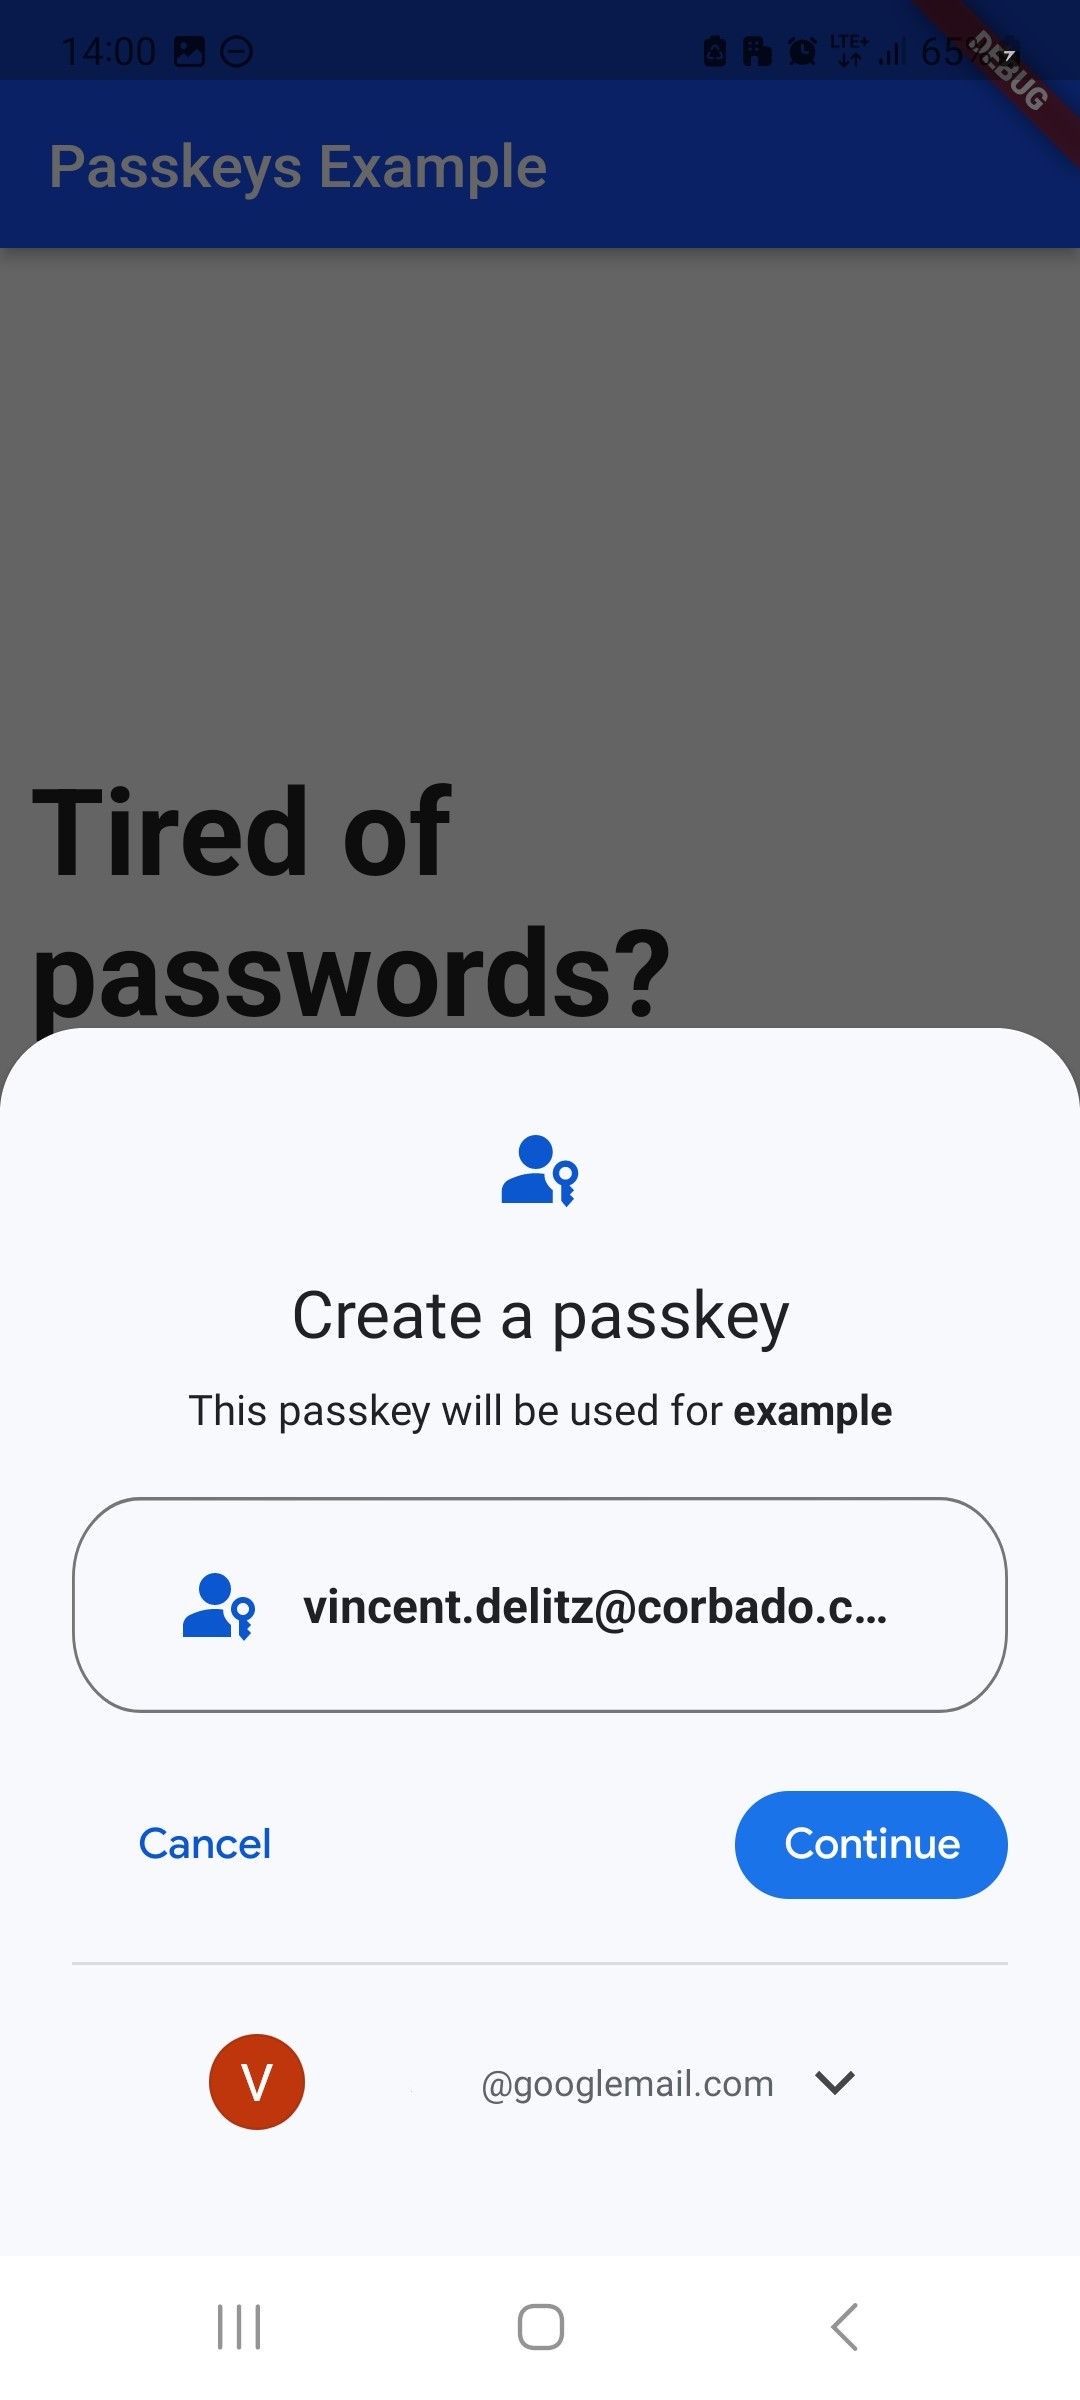 14:00
LTE+
65%
DEBUG
Passkeys Example
Tired of
passwords?
Create a passkey
This passkey will be used for example
vincent.delitz@corbado.c...
Cancel
Continue
V
@googlemail.com